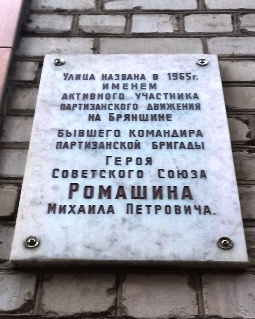 Улица названа в 1965г.
именем
активного участника
партизанского движения
на Брянщине
бывшего командира
партизанской бригады
Героя
Советского Союза
Ромашина
Михаила Петровича.